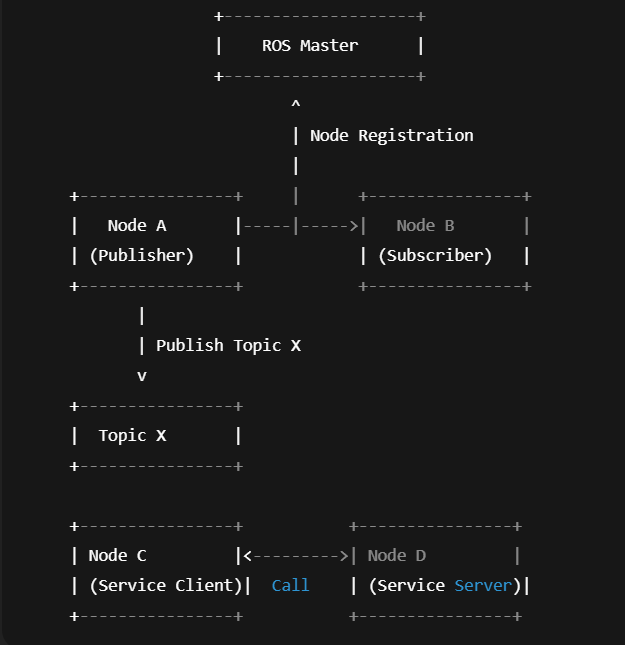 +---------------------+
|    ROS Master      |
+---------------------+
^
| Node Registration
|
+----------------+     |      +----------------+
|   Node A       |-----|----->|   Node B       |
| (Publisher)    |            | (Subscriber)   |
+----------------+            +----------------+
|
| Publish Topic X
v
+----------------+
|  Topic X       |
+----------------+
+----------------+           +----------------+
| Node C         |<--------->| Node D         |
| (Service Client)|  Call    | (Service Server)|
+----------------+           +----------------+